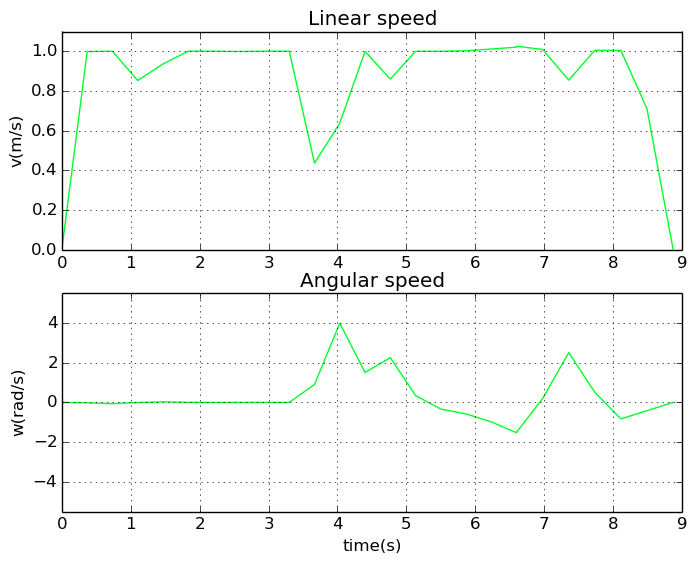 Linear speed
1.0
0.8
0.6
0.4
0.2
0.0
v(m/s)
0 1 2 3 4 5 6 7 8 9
Angular speed
4
2
0
−2
−4
w(rad/s)
0 1 2 3 4 5 6 7 8 9
time(s)